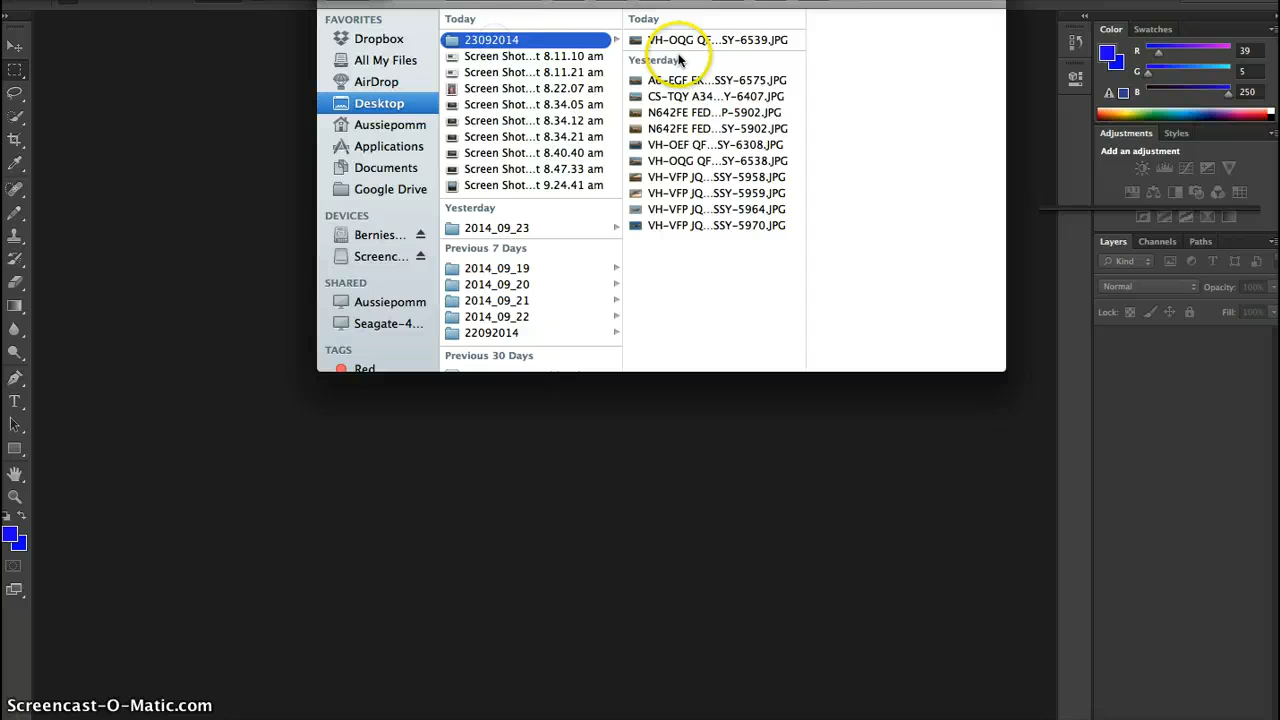 FAVORITES
Dropbox
All My Files
AirDrop
Desktop
Aussiepomm
Applications
Documents
Google Drive
DEVICES
Bernies...
Screenc...
SHARED
Aussiepomm
Seagate-4...
TAGS
Red
Today
23092014
Screen Shot...t 8.11.10 am
Screen Shot...t 8.11.21 am
Screen Shot...t 8.22.07 am
Screen Shot...t 8.34.05 am
Screen Shot...t 8.34.12 am
Screen Shot...t 8.34.21 am
Screen Shot...t 8.40.40 am
Screen Shot...t 8.47.33 am
Screen Shot...t 9.24.41 am
Yesterday
2014_09_23
Previous 7 Days
2014_09_19
2014_09_20
2014_09_21
2014_09_22
22092014
Previous 30 Days
Today
VH-OQG QF...SY-6539.JPG
Yesterday
CS-TQY A34...Y-6407.JPG
N642FE FED...P-5902.JPG
N642FE FED...SY-5902.JPG
VH-OEF QF...SY-6308.JPG
VH-OQG QF...SY-6538.JPG
VH-VFP JQ...SSY-5958.JPG
VH-VFP JQ...SSY-5959.JPG
VH-VFP JQ...SSY-5964.JPG
VH-VFP JQ...SSY-5970.JPG
Color Swatches
R 39
G 5
B 250
Adjustments Styles
Add an adjustment
Layers Channels Paths
Kind
Normal Opacity: 100%
Lock: Fill: 100%
Screencast-O-Matic.com